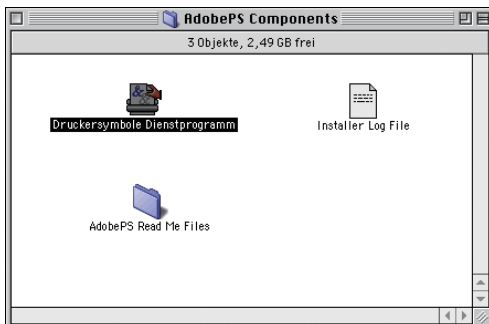 AdobePS Components
3 Objekte, 2,49 GB frei
Druckersymbole Dienstprogramm
Installer Log File
AdobePS Read Me Files